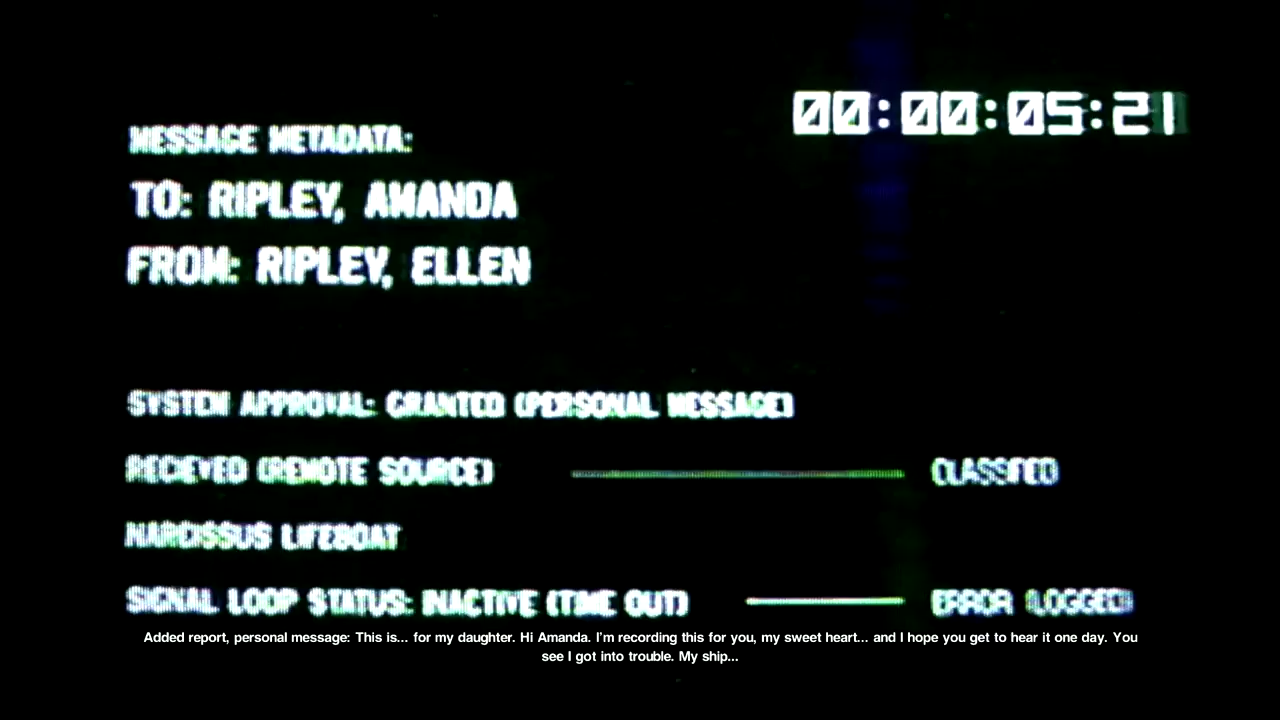 00:00:05:21
MESSAGE METADATA:
TO: RIPLEY, AMANDA
FROM: RIPLEY, ELLEN
SYSTEM APPROVAL: GRANTED (PERSONAL MESSAGE)
RECIEVED (REMOTE SOURCE) CLASSIFIED
NARCISSUS LIFEBOAT
SIGNAL LOOP STATUS: INACTIVE (TIME OUT) ERROR (LOGGED)
Added report, personal message: This is... for my daughter. Hi Amanda. I'm recording this for you, my sweet heart... and I hope you get to hear it one day. You
see I got into trouble. My ship...